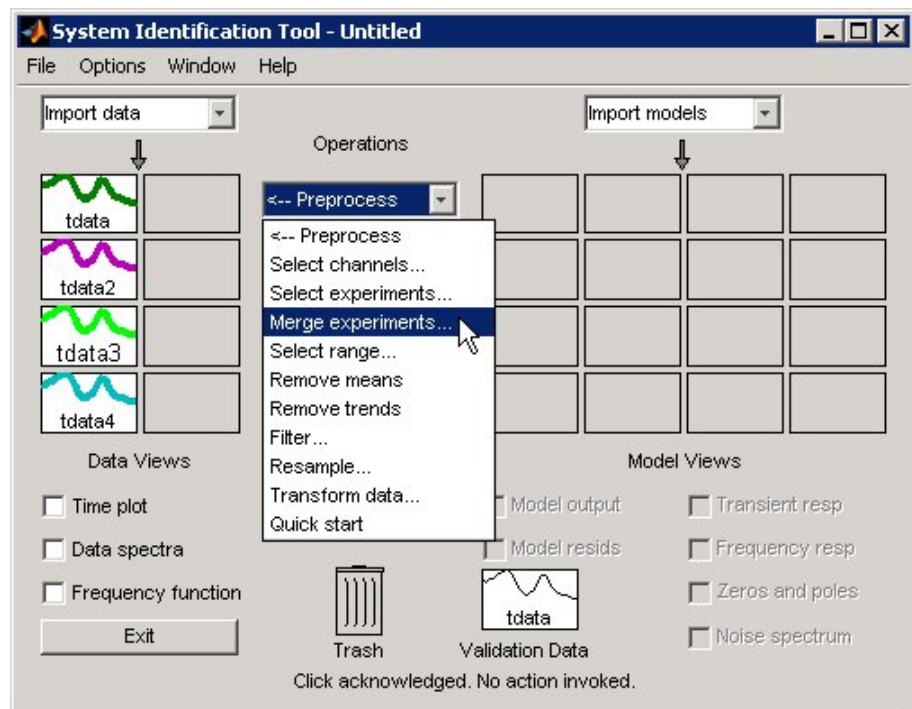 System Identification Tool - Untitled
File Options Window Help
Import data
Import models
Operations
<-- Preprocess
tdata
tdata2
tdata3
tdata4
<-- Preprocess
Select channels...
Select experiments...
Merge experiments...
Select range...
Remove means
Remove trends
Filter...
Resample...
Transform data...
Quick start
Data Views
Model Views
Time plot
Data spectra
Frequency function
Model output
Model resids
Transient resp
Frequency resp
Zeros and poles
Noise spectrum
Exit
Trash
tdata
Validation Data
Click acknowledged. No action invoked.